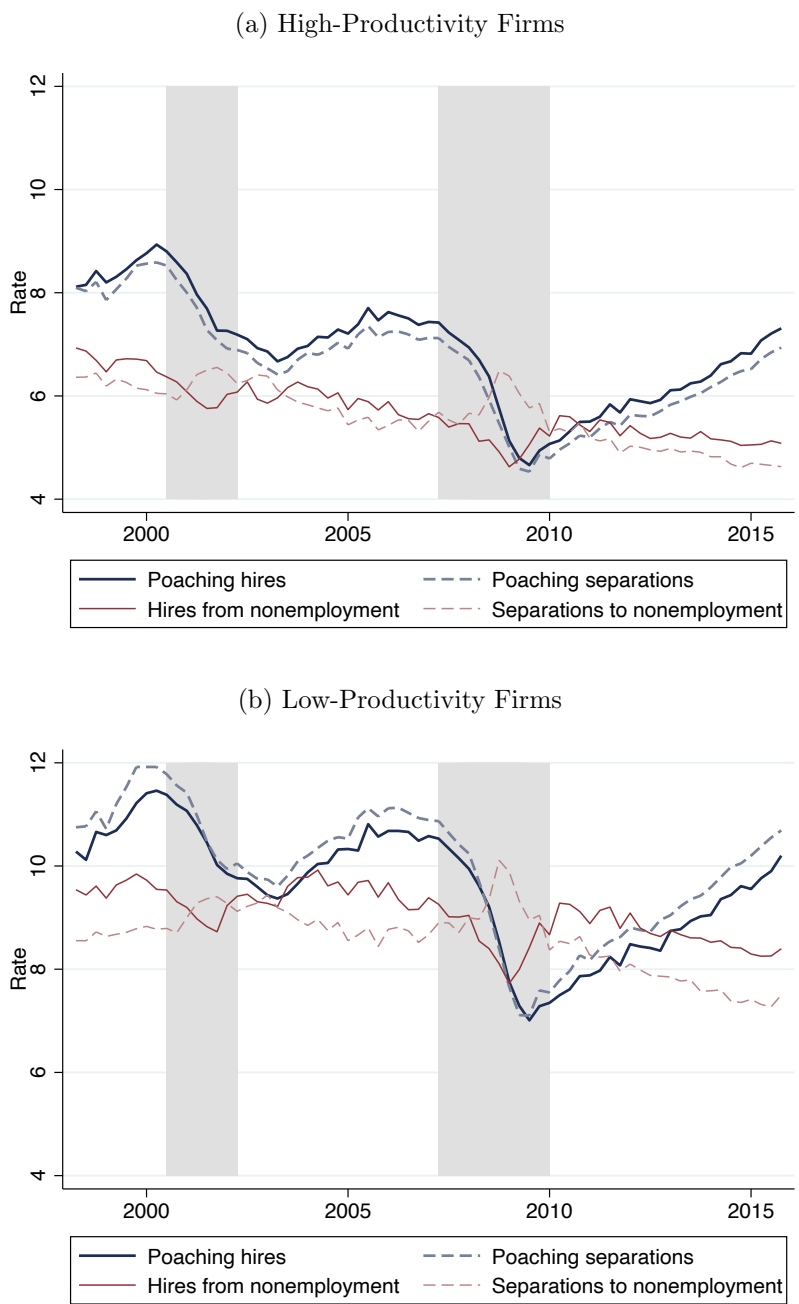 (a) High-Productivity Firms
12
10
8
6
4
Rate
2000 2005 2010 2015
Poaching hires Poaching separations
Hires from nonemployment Separations to nonemployment
(b) Low-Productivity Firms
12
10
8
6
4
Rate
2000 2005 2010 2015
Poaching hires Poaching separations
Hires from nonemployment Separations to nonemployment